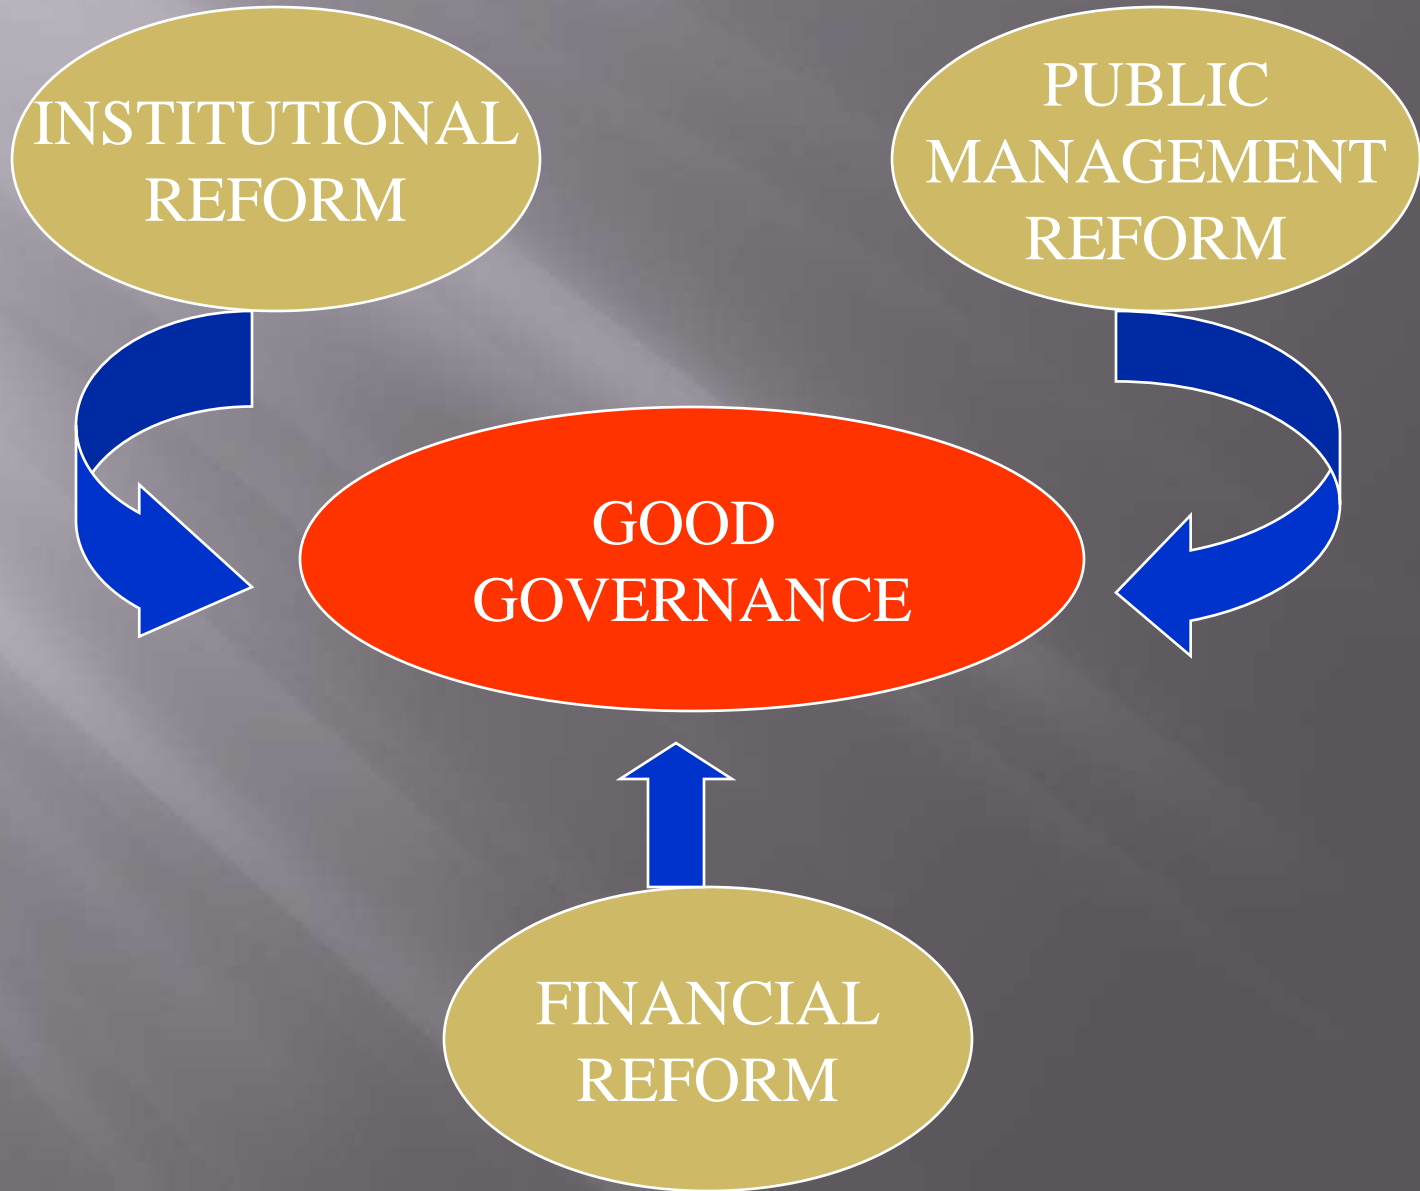 INSTITUTIONAL
REFORM
PUBLIC
MANAGEMENT
REFORM
GOOD
GOVERNANCE
FINANCIAL
REFORM